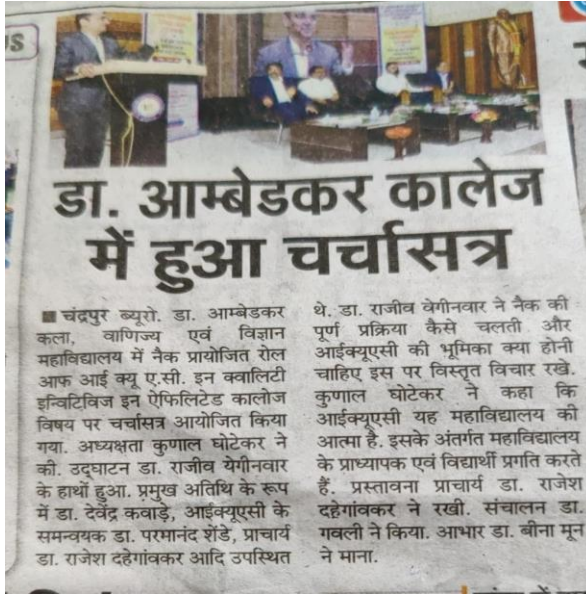 US
डा. आम्बेडकर कालेज
में हुआ चर्चासत्र
■ चंद्रपुर ब्यूरो. डा. आम्बेडकर
कला, वाणिज्य एवं विज्ञान
महाविद्यालय में नैक प्रायोजित रोल
आफ आई क्यू ए.सी. इन क्वालिटी
इन्विटिविज इन ऐफिलिटेड कालोज
विषय पर चर्चासत्र आयोजित किया
गया. अध्यक्षता कुणाल घोटेकर ने
की. उद्घाटन डा. राजीव येगीनवार
के हाथों हुआ. प्रमुख अतिथि के रूप
में डा. देवेंद्र कवाड़े, आईक्यूएसी के
समन्वयक डा. परमानंद शेंडे, प्राचार्य
डा. राजेश दहेगांवकर आदि उपस्थित
थे. डा. राजीव वेगीनवार ने नैक की
पूर्ण प्रक्रिया कैसे चलती और
आईक्यूएसी की भूमिका क्या होनी
चाहिए इस पर विस्तृत विचार रखे.
कुणाल घोटेकर ने कहा कि
आईक्यूएसी यह महाविद्यालय की
आत्मा है. इसके अंतर्गत महाविद्यालय
के प्राध्यापक एवं विद्यार्थी प्रगति करते
हैं. प्रस्तावना प्राचार्य डा. राजेश
दहेगांवकर ने रखी. संचालन डा.
गवली ने किया. आभार डा. बीना मून
ने माना.